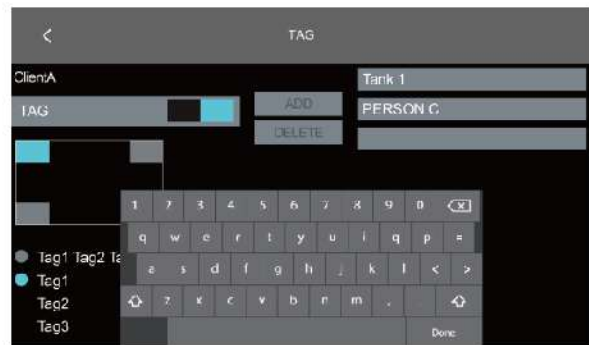 TAG
ClientA
Tank 1
TAG
ADD
PERSON C
DELETE
1 2 3 4 5 6 7 8 9 0
q w e r t y u i q p =
Tag1 Tag2 Ta
a s d f g h j k l < >
Tag1
z x c v b n m .
Tag2
Tag3
Done